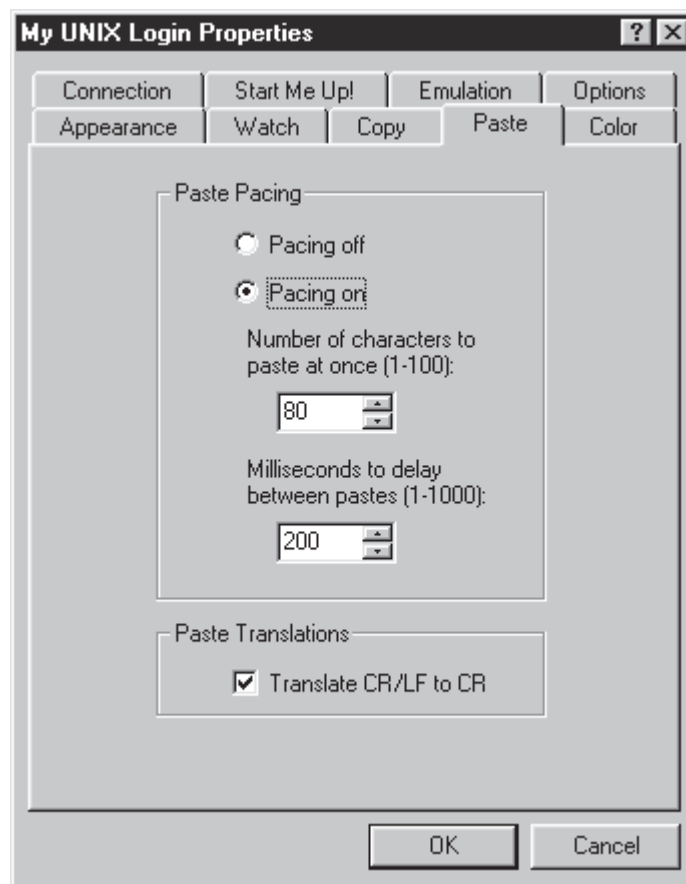 My UNIX Login Properties ? ×
Connection Start Me Up! Emulation Options
Appearance Watch Copy Paste Color
Paste Pacing
Pacing off
Pacing on
Number of characters to
paste at once (1-100):
80
Milliseconds to delay
between pastes (1-1000):
200
Paste Translations
Translate CR/LF to CR
OK Cancel